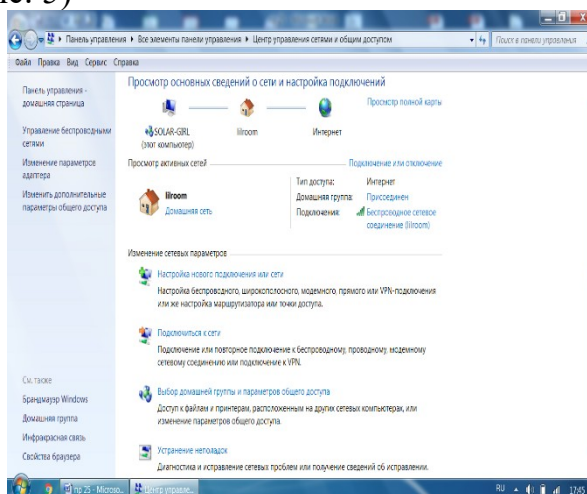 Панель управления ▸ Все элементы панели управления ▸ Центр управления сетями и общим доступом
Поиск в панели управления
Файл Правка Вид Сервис Справка
Панель управления -
домашняя страница
Управление беспроводными
сетями
Изменение параметров
адаптера
Изменить дополнительные
параметры общего доступа
Просмотр основных сведений о сети и настройка подключений
Просмотр полной карты
SOLAR-GIRL
(этот компьютер)
lilroom
Интернет
Просмотр активных сетей
Подключение или отключение
lilroom
Домашняя сеть
Тип доступа: Интернет
Домашняя группа: Присоединен
Подключения: Беспроводное сетевое
соединение (lilroom)
Изменение сетевых параметров
Настройка нового подключения или сети
Настройка беспроводного, широкополосного, модемного, прямого или VPN-подключения
или же настройка маршрутизатора или точки доступа.
Подключиться к сети
Подключение или повторное подключение к беспроводному, проводному, модемному
сетевому соединению или подключение к VPN.
Выбор домашней группы и параметров общего доступа
Доступ к файлам и принтерам, расположенным на других сетевых компьютерах, или
изменение параметров общего доступа.
Устранение неполадок
Диагностика и исправление сетевых проблем или получение сведений об исправлении.
См. также
Брандмауэр Windows
Домашняя группа
Инфракрасная связь
Свойства браузера
пр 25 - Microso...
Центр управле...
RU
17:45